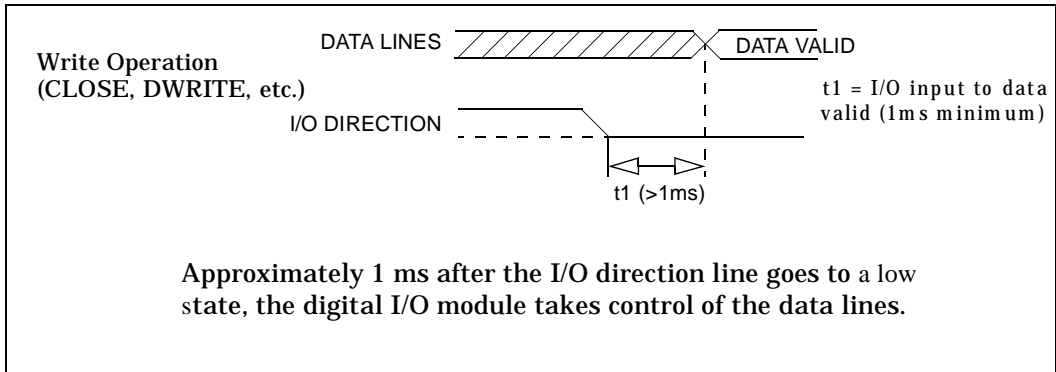 DATA LINES
DATA VALID
Write Operation
(CLOSE, DWRITE, etc.)
t1 = I/O input to data
valid (1ms minimum)
I/O DIRECTION
t1 (>1ms)
Approximately 1 ms after the I/O direction line goes to a low
state, the digital I/O module takes control of the data lines.